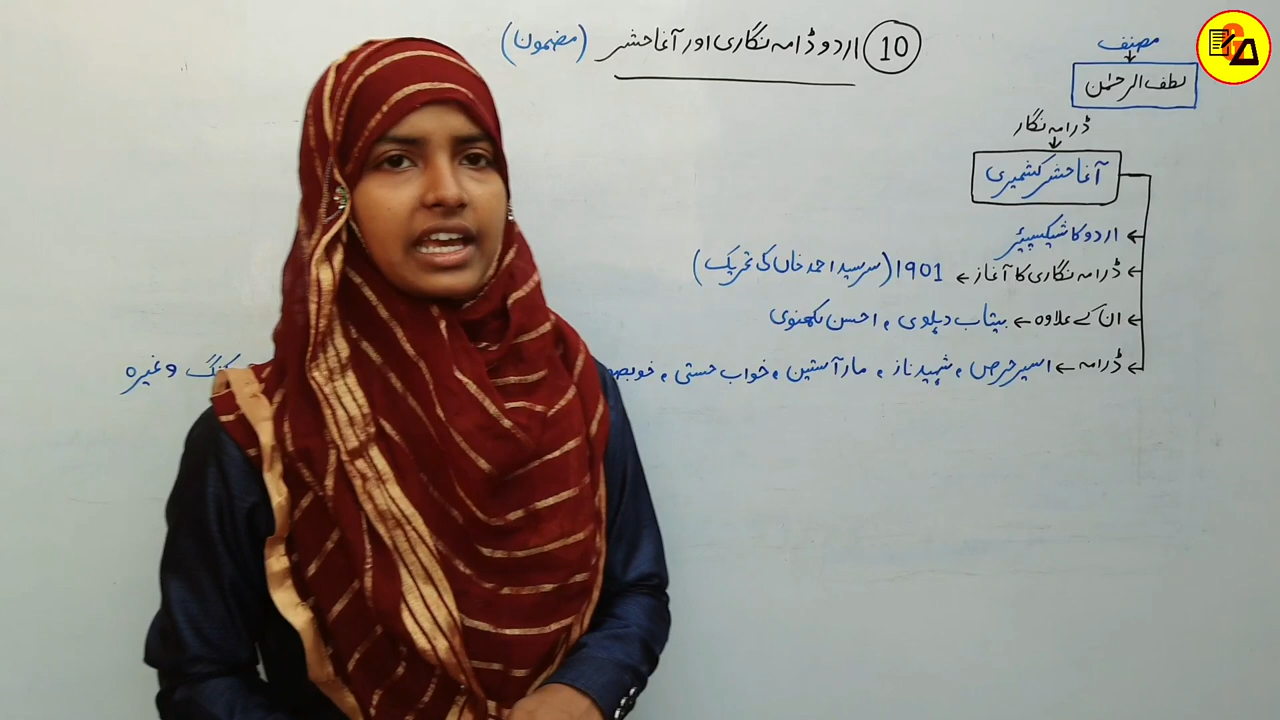 10 اردو ڈرامہ نگاری اور آغا حشر (مضمون)
مصنف
لطف الرحمٰن
ڈرامہ نگار
آغا حشر کشمیری
اردو کا شیکسپیئر
ڈرامہ نگاری کا آغاز ← 1901 (سرسید احمد خاں کی تحریک)
ان کے علاوہ ← بیتاب دہلوی ، احسن لکھنوی
ڈرامہ ← اسیر حرص ، شہید ناز ، مار آستین ، خواب ہستی ، وغیرہ